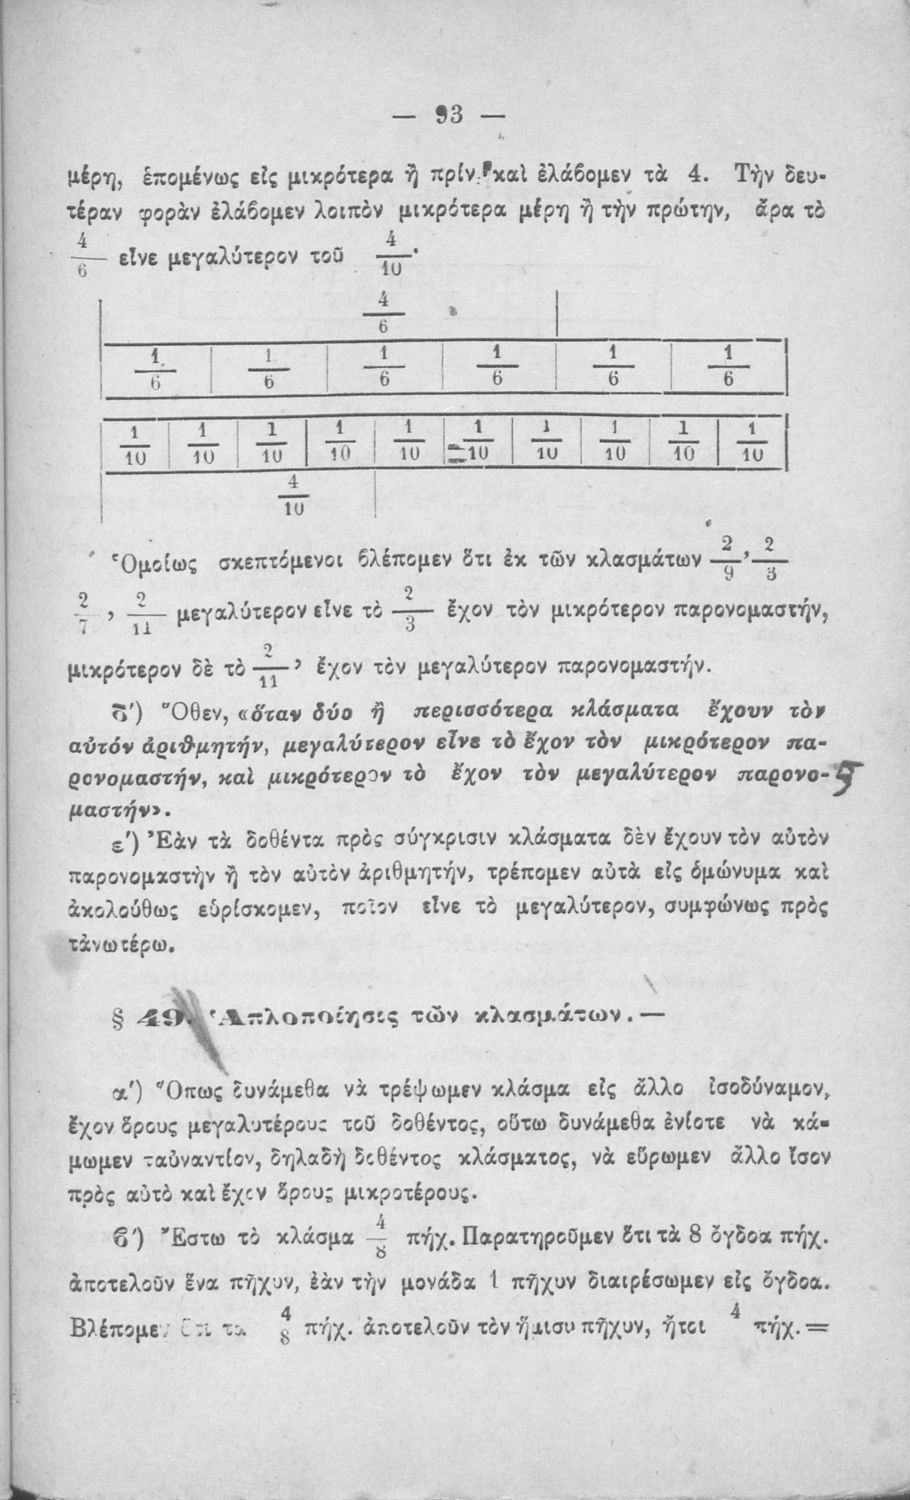 — 93 —
μέρη, ἑπομένως εἰς μικρότερα ἢ πρίν, καὶ ἐλάβομεν τὰ 4. Τὴν δευ-
τέραν φορὰν ἐλάβομεν λοιπὸν μικρότερα μέρη ἢ τὴν πρώτην, ἄρα τὸ
4/6 εἶνε μεγαλύτερον τοῦ 4/10·
4/6
1/6 1/6 1/6 1/6 1/6 1/6
1/10 1/10 1/10 1/10 1/10 1/10 1/10 1/10 1/10 1/10
4/10
Ὁμοίως σκεπτόμενοι βλέπομεν ὅτι ἐκ τῶν κλασμάτων 2/9, 2/3
2/7, 2/11 μεγαλύτερον εἶνε τὸ 2/3 ἔχον τὸν μικρότερον παρονομαστήν,
μικρότερον δὲ τὸ 2/11, ἔχον τὸν μεγαλύτερον παρονομαστήν.
δ′) Ὅθεν, «ὅταν δύο ἢ περισσότερα κλάσματα ἔχουν τὸν
αὐτόν ἀριθμητήν, μεγαλύτερον εἶνε τὸ ἔχον τὸν μικρότερον πα-
ρονομαστήν, καὶ μικρότερον τὸ ἔχον τὸν μεγαλύτερον παρονο-
μαστήν».
ε′) Ἐὰν τὰ δοθέντα πρὸς σύγκρισιν κλάσματα δὲν ἔχουν τὸν αὐτὸν
παρονομαστὴν ἢ τὸν αὐτὸν ἀριθμητήν, τρέπομεν αὐτὰ εἰς ὁμώνυμα καὶ
ἀκολούθως εὑρίσκομεν, ποῖον εἶνε τὸ μεγαλύτερον, συμφώνως πρὸς
τἀνωτέρω.
§ 49. Ἁπλοποίησις τῶν κλασμάτων. —
α′) Ὅπως δυνάμεθα νὰ τρέψωμεν κλάσμα εἰς ἄλλο ἰσοδύναμον,
ἔχον ὅρους μεγαλυτέρους τοῦ δοθέντος, οὕτω δυνάμεθα ἐνίοτε νὰ κά-
μωμεν ταὐναντίον, δηλαδὴ δοθέντος κλάσματος, νὰ εὕρωμεν ἄλλο ἴσον
πρὸς αὐτὸ καὶ ἔχον ὅρους μικροτέρους.
β′) Ἔστω τὸ κλάσμα 4/8 πήχ. Παρατηροῦμεν ὅτι τὰ 8 ὄγδοα πήχ.
ἀποτελοῦν ἕνα πῆχυν, ἐὰν τὴν μονάδα 1 πῆχυν διαιρέσωμεν εἰς ὄγδοα.
Βλέπομεν ὅτι τὰ 4/8 πήχ. ἀποτελοῦν τὸν ἥμισυ πῆχυν, ἤτοι 4 πήχ. =